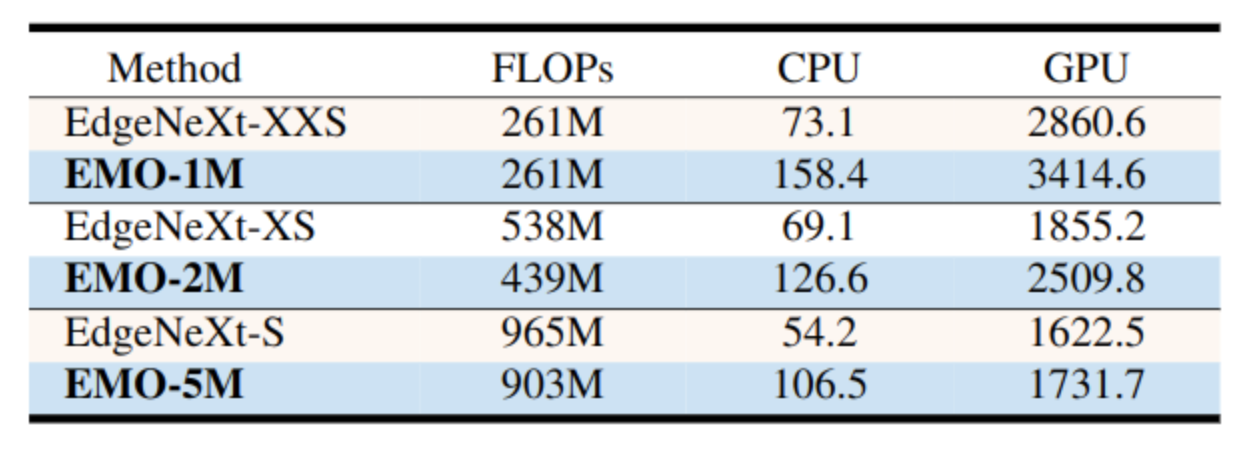 Method FLOPs CPU GPU
EdgeNeXt-XXS 261M 73.1 2860.6
EMO-1M 261M 158.4 3414.6
EdgeNeXt-XS 538M 69.1 1855.2
EMO-2M 439M 126.6 2509.8
EdgeNeXt-S 965M 54.2 1622.5
EMO-5M 903M 106.5 1731.7